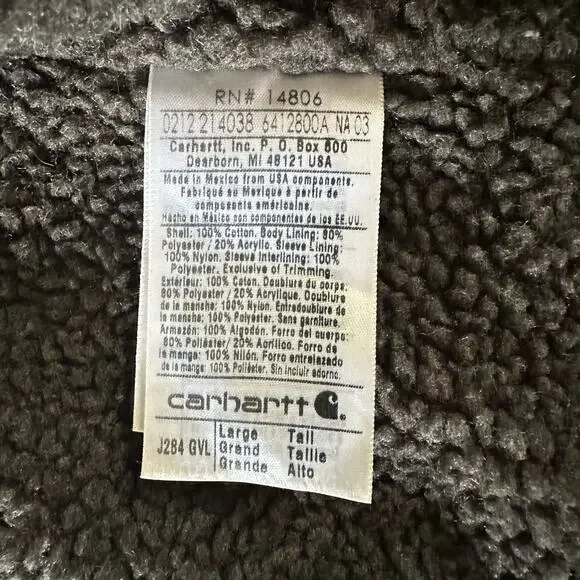 RN# 14806
0212 214038 6412800A NA 03
Carhartt, Inc. P. O. Box 600
Dearborn, MI 48121 USA
Made in Mexico from USA components.
Fabriqué au Mexique à partir de
composants américains.
Hecho en México con componentes de los EE.UU.
Shell: 100% Cotton. Body Lining: 80%
Polyester / 20% Acrylic. Sleeve Lining:
100% Nylon. Sleeve Interlining: 100%
Polyester. Exclusive of Trimming.
Extérieur: 100% Coton. Doublure du corps:
80% Polyester / 20% Acrylique. Doublure
de la manche: 100% Nylon. Entredoublure de
la manche: 100% Polyester. Sans garniture.
Armazón: 100% Algodón. Forro del cuerpo:
80% Poliéster/ 20% Acrílico. Forro de
la manga: 100% Nilón. Forro entrelazado
de la manga: 100% Poliéster. Sin incluir adorno.
carhartt
J284 GVL
Large Tall
Grand Taille
Grande Alto